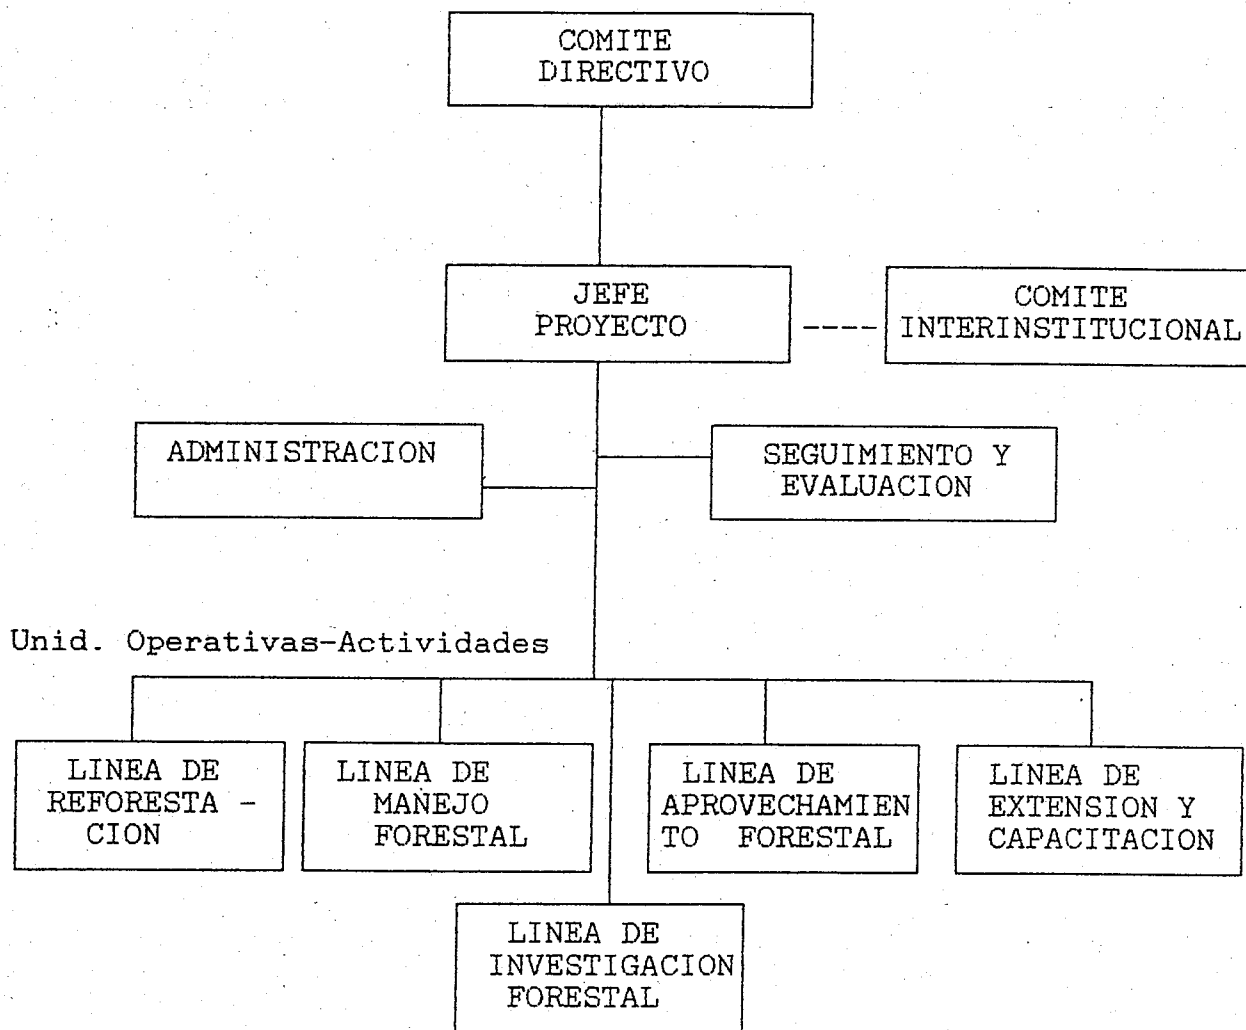 COMITE
DIRECTIVO
JEFE
PROYECTO
COMITE
INTERINSTITUCIONAL
ADMINISTRACION
SEGUIMIENTO Y
EVALUACION
Unid. Operativas-Actividades
LINEA DE
REFORESTA -
CION
LINEA DE
MANEJO
FORESTAL
LINEA DE
APROVECHAMIEN
TO FORESTAL
LINEA DE
EXTENSION Y
CAPACITACION
LINEA DE
INVESTIGACION
FORESTAL